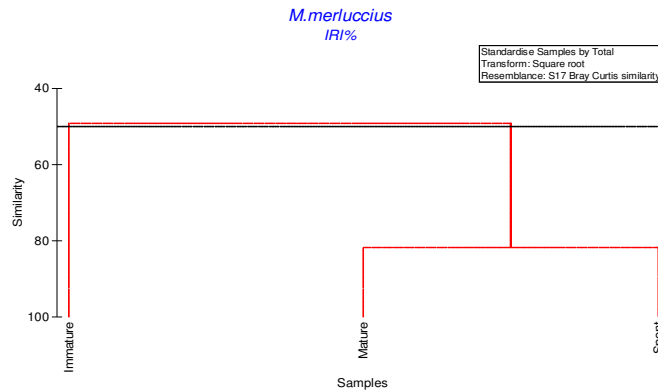 M.merluccius
IRI%
Standardise Samples by Total
Transform: Square root
Resemblance: S17 Bray Curtis similarity
40
60
80
100
Similarity
Immature
Mature
Samples